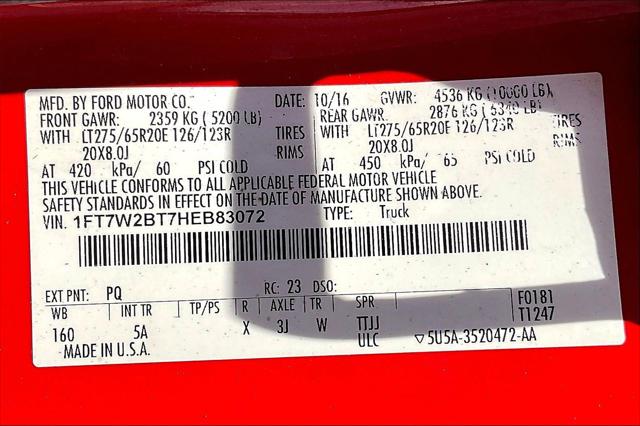 MFD. BY FORD MOTOR CO. DATE: 10/16 GVWR: 4536 KG (10000 LB)
FRONT GAWR: 2359 KG (5200 LB) REAR GAWR: 2876 KG (6340 LB)
WITH LT275/65R20E 126/123R TIRES WITH LT275/65R20E 126/123R TIRES
20X8.0J RIMS 20X8.0J RIMS
AT 420 kPa/ 60 PSI COLD AT 450 kPa/ 65 PSI COLD
THIS VEHICLE CONFORMS TO ALL APPLICABLE FEDERAL MOTOR VEHICLE
SAFETY STANDARDS IN EFFECT ON THE DATE OF MANUFACTURE SHOWN ABOVE.
VIN. 1FT7W2BT7HEB83072 TYPE: Truck
EXT PNT: PQ RC: 23 DSO: F0181
WB INT TR TP/PS R AXLE TR SPR T1247
160 5A X 3J W TTJJ
MADE IN U.S.A. ULC ▽5U5A-3520472-AA